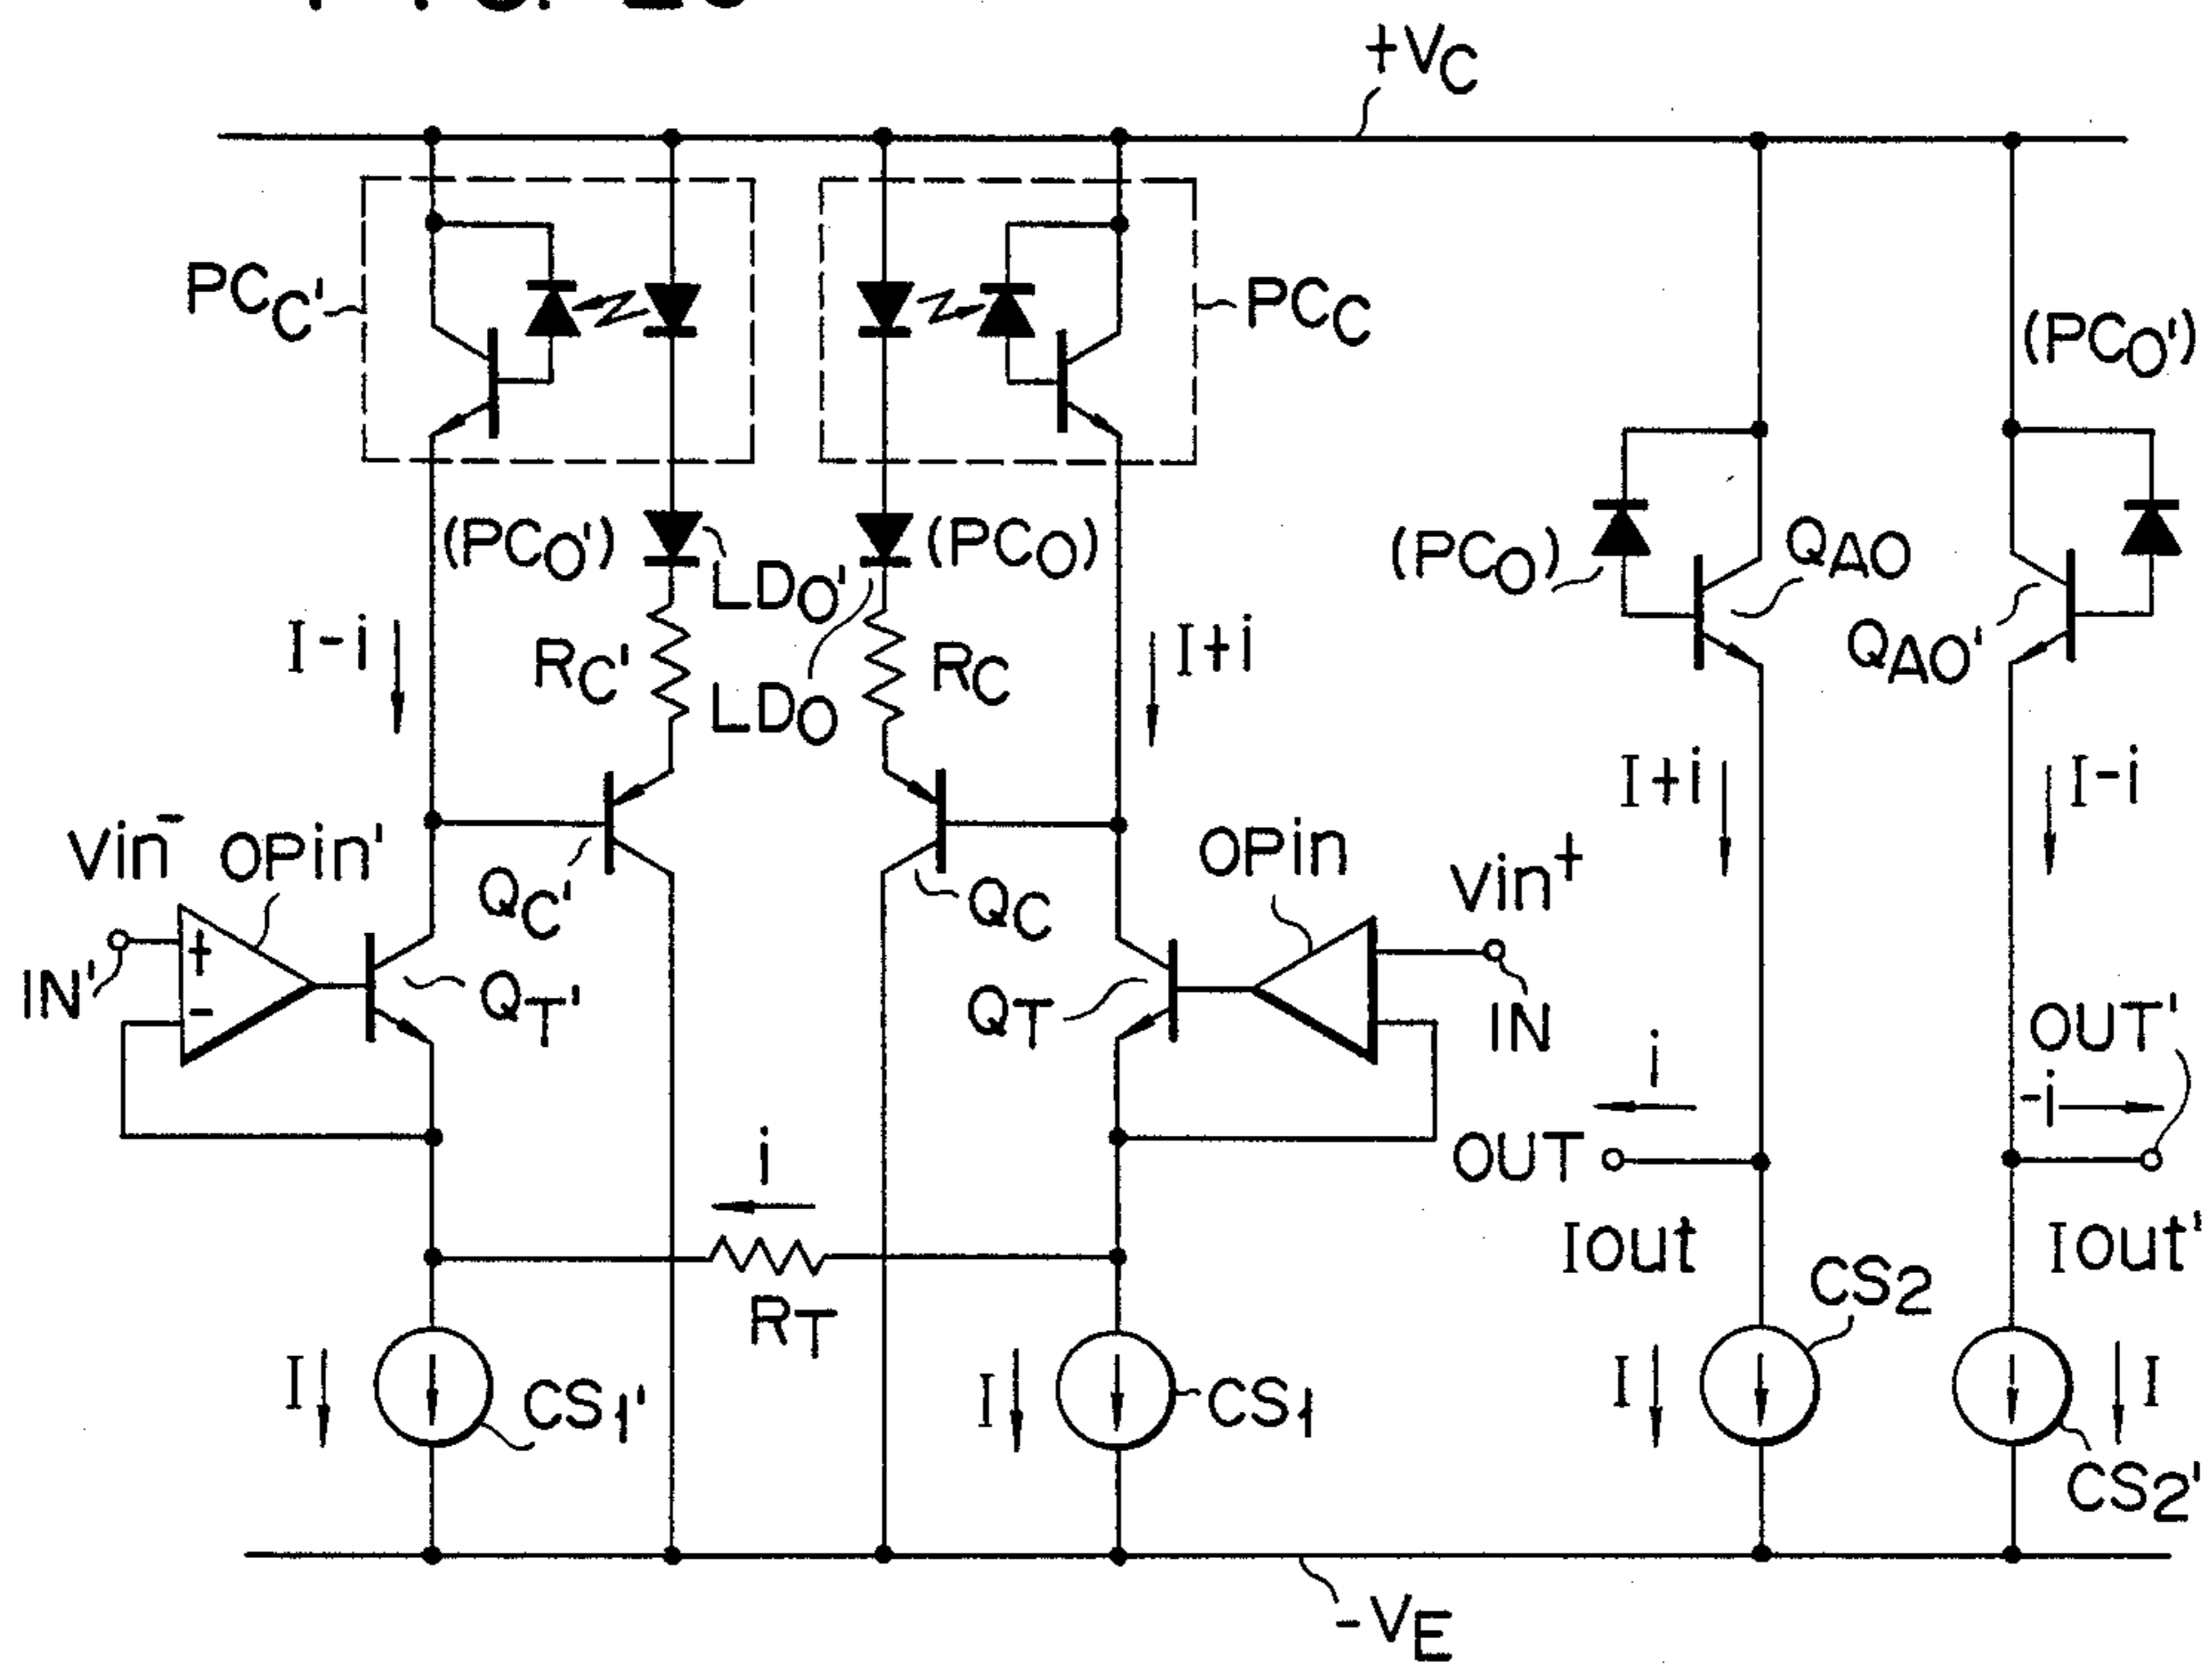 +VC
PCC'
PCC
(PCO')
(PCO')
LDO'
(PCO)
(PCO)
QAO
QAO'
I-i
RC'
LDO
RC
I+i
I+i
I-i
Vin-
OPin'
QC'
QC
OPin
Vin+
IN'
+
-
QT'
QT
IN
i
OUT'
-i
i
OUT
Iout
Iout'
RT
CS2
I
CS1'
I
CS1
I
I
CS2'
-VE